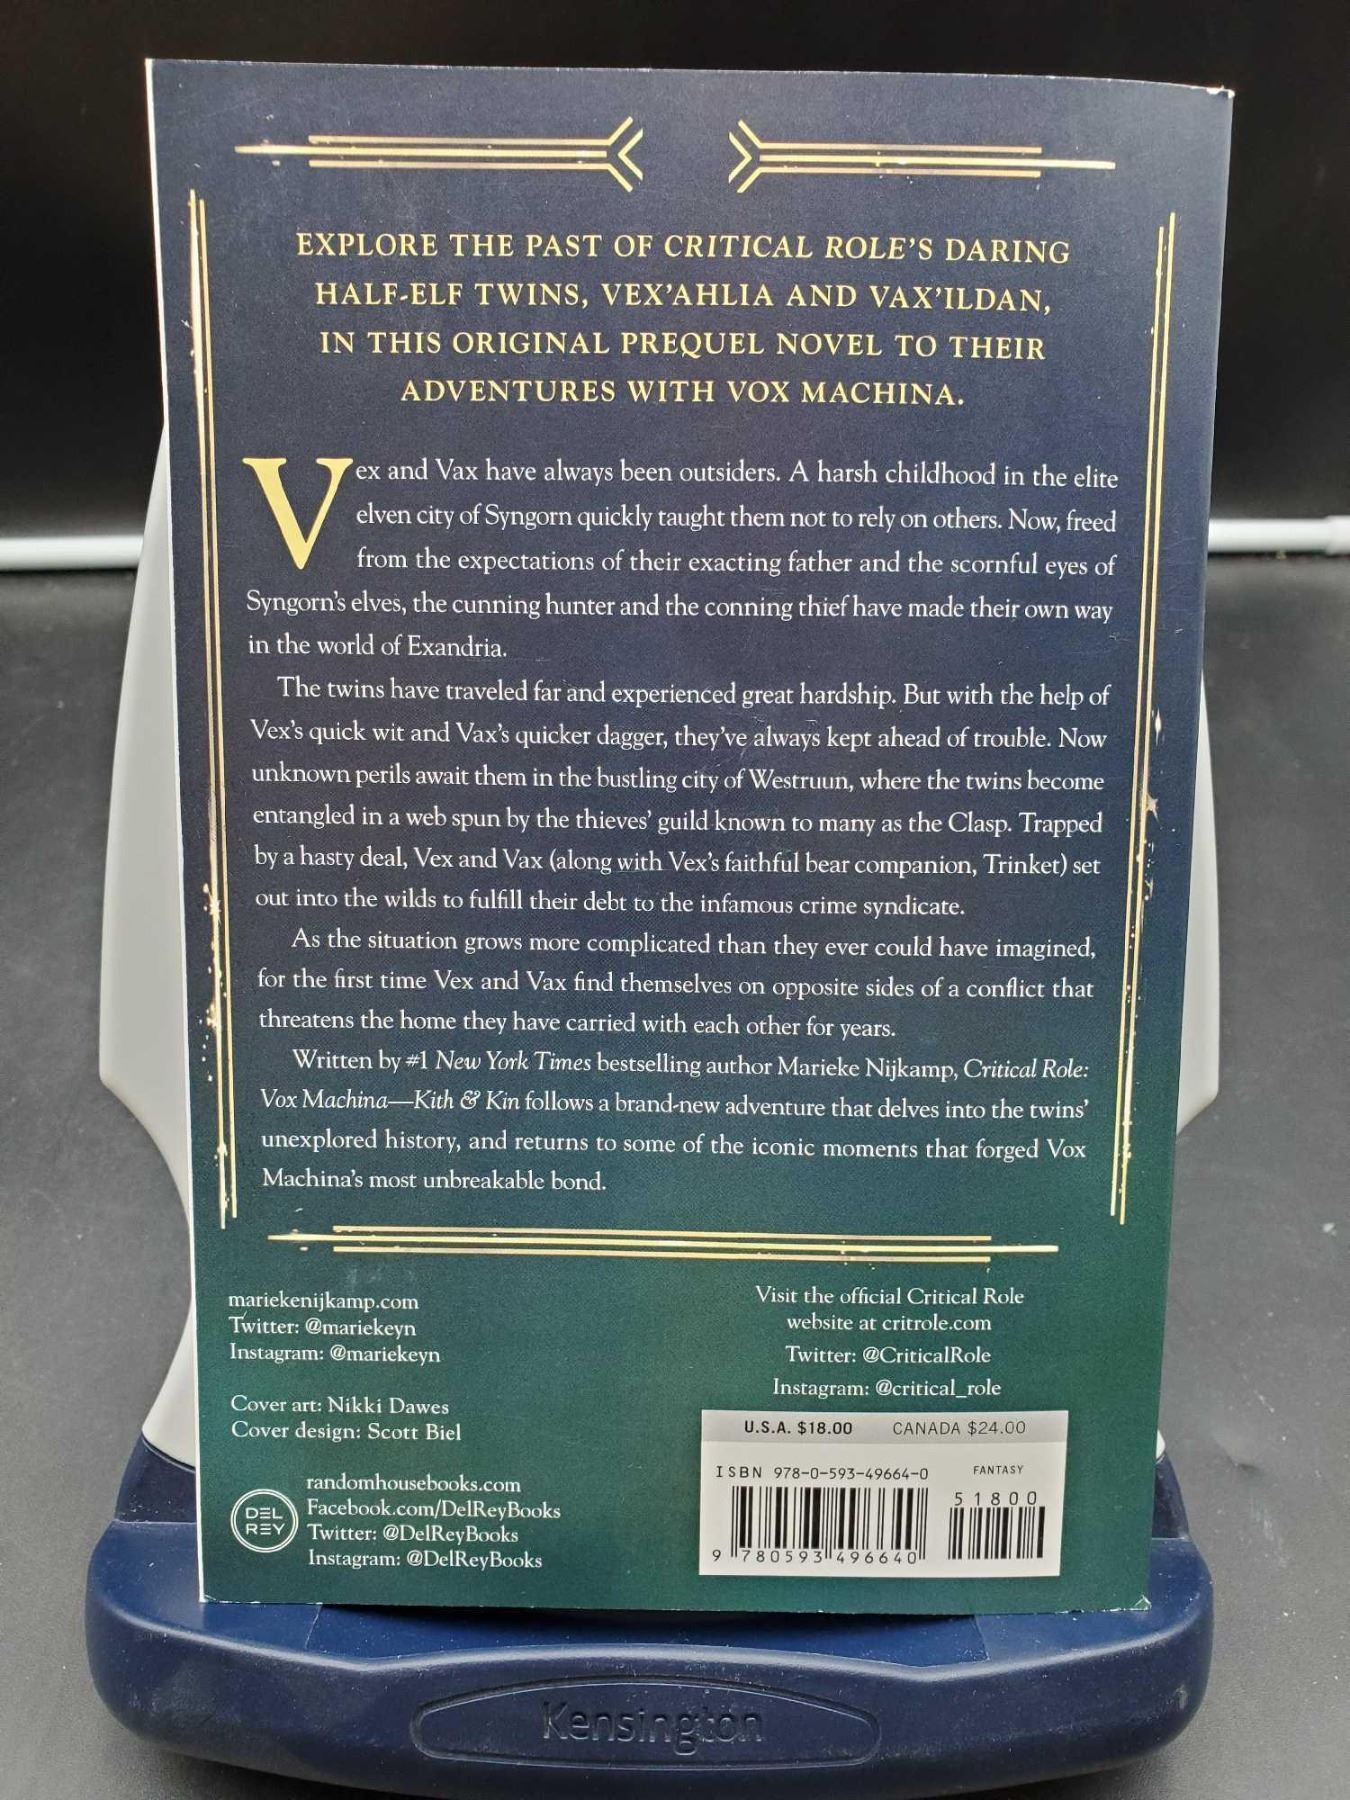 EXPLORE THE PAST OF CRITICAL ROLE'S DARING
HALF-ELF TWINS, VEX'AHLIA AND VAX'ILDAN,
IN THIS ORIGINAL PREQUEL NOVEL TO THEIR
ADVENTURES WITH VOX MACHINA.
Vex and Vax have always been outsiders. A harsh childhood in the elite
elven city of Syngorn quickly taught them not to rely on others. Now, freed
from the expectations of their exacting father and the scornful eyes of
Syngorn's elves, the cunning hunter and the conning thief have made their own way
in the world of Exandria.
The twins have traveled far and experienced great hardship. But with the help of
Vex's quick wit and Vax's quicker dagger, they've always kept ahead of trouble. Now
unknown perils await them in the bustling city of Westruun, where the twins become
entangled in a web spun by the thieves' guild known to many as the Clasp. Trapped
by a hasty deal, Vex and Vax (along with Vex's faithful bear companion, Trinket) set
out into the wilds to fulfill their debt to the infamous crime syndicate.
As the situation grows more complicated than they ever could have imagined,
for the first time Vex and Vax find themselves on opposite sides of a conflict that
threatens the home they have carried with each other for years.
Written by #1 New York Times bestselling author Marieke Nijkamp, Critical Role:
Vox Machina—Kith & Kin follows a brand-new adventure that delves into the twins'
unexplored history, and returns to some of the iconic moments that forged Vox
Machina's most unbreakable bond.
mariekenijkamp.com
Twitter: @mariekeyn
Instagram: @mariekeyn
Cover art: Nikki Dawes
Cover design: Scott Biel
DEL
REY
randomhousebooks.com
Facebook.com/DelReyBooks
Twitter: @DelReyBooks
Instagram: @DelReyBooks
Visit the official Critical Role
website at critrole.com
Twitter: @CriticalRole
Instagram: @critical_role
U.S.A. $18.00 CANADA $24.00
ISBN 978-0-593-49664-0 FANTASY
51800
9 780593 496640
Kensington